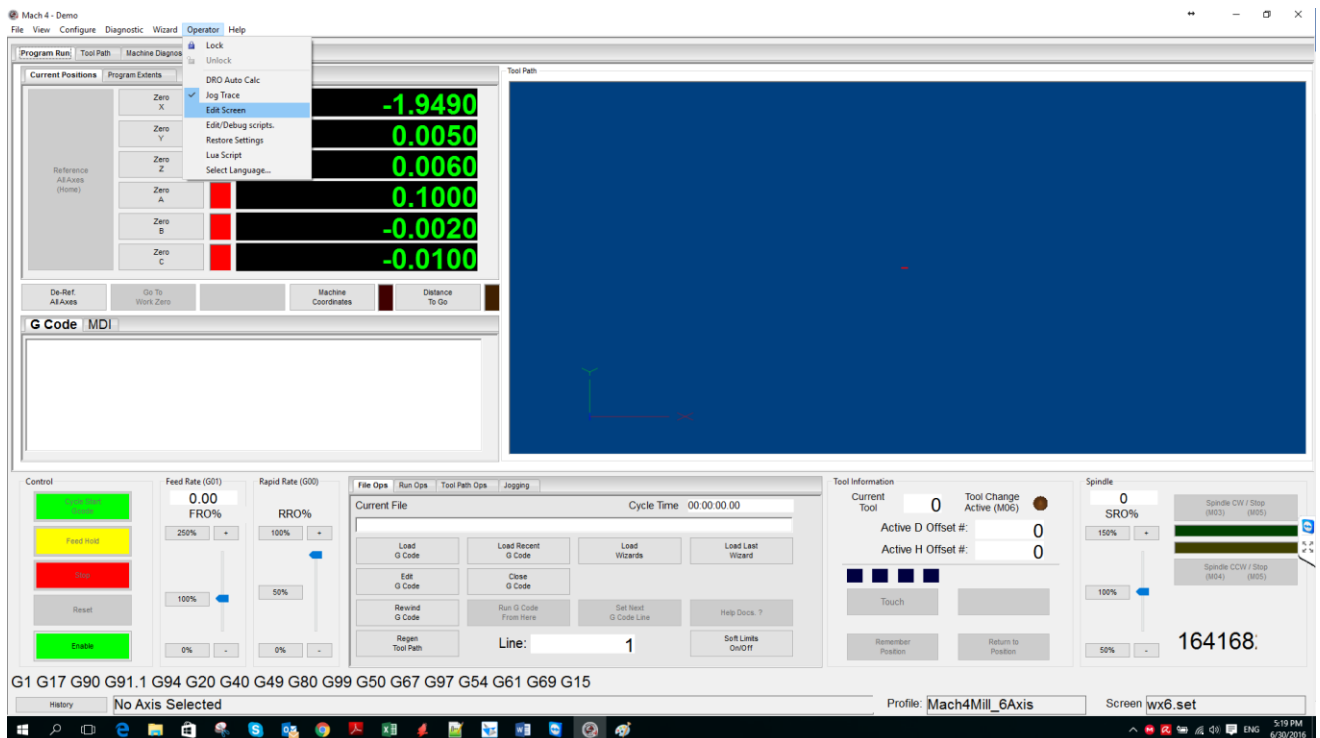 Mach 4 - Demo
File View Configure Diagnostic Wizard Operator Help
Lock
Unlock
DRO Auto Calc
Jog Trace
Edit Screen
Edit/Debug scripts.
Restore Settings
Lua Script
Select Language...
Program Run Tool Path Machine Diagnos
Current Positions Program Extents
Reference
All Axes
(Home)
Zero
X
-1.9490
Zero
Y
0.0050
Zero
Z
0.0060
Zero
A
0.1000
Zero
B
-0.0020
Zero
C
-0.0100
De-Ref.
All Axes
Go To
Work Zero
Machine
Coordinates
Distance
To Go
G Code MDI
Tool Path
Control
Cycle Start
Gcode
Feed Hold
Stop
Reset
Enable
Feed Rate (G01)
0.00
FRO%
250% +
100%
0% -
Rapid Rate (G00)
RRO%
100% +
50%
0% -
File Ops Run Ops Tool Path Ops Jogging
Current File Cycle Time 00:00:00.00
Load
G Code
Load Recent
G Code
Load
Wizards
Load Last
Wizard
Edit
G Code
Close
G Code
Rewind
G Code
Run G Code
From Here
Set Next
G Code Line
Help Docs. ?
Regen
Tool Path
Line: 1
Soft Limits
On/Off
Tool Information
Current
Tool
0
Tool Change
Active (M06)
Active D Offset #: 0
Active H Offset #: 0
Touch
Remember
Position
Return to
Position
Spindle
0
SRO%
150% +
100%
50% -
Spindle CW / Stop
(M03) (M05)
Spindle CCW / Stop
(M04) (M05)
164168
G1 G17 G90 G91.1 G94 G20 G40 G49 G80 G99 G50 G67 G97 G54 G61 G69 G15
History No Axis Selected Profile: Mach4Mill_6Axis Screen wx6.set
ENG 5:19 PM
6/30/2016